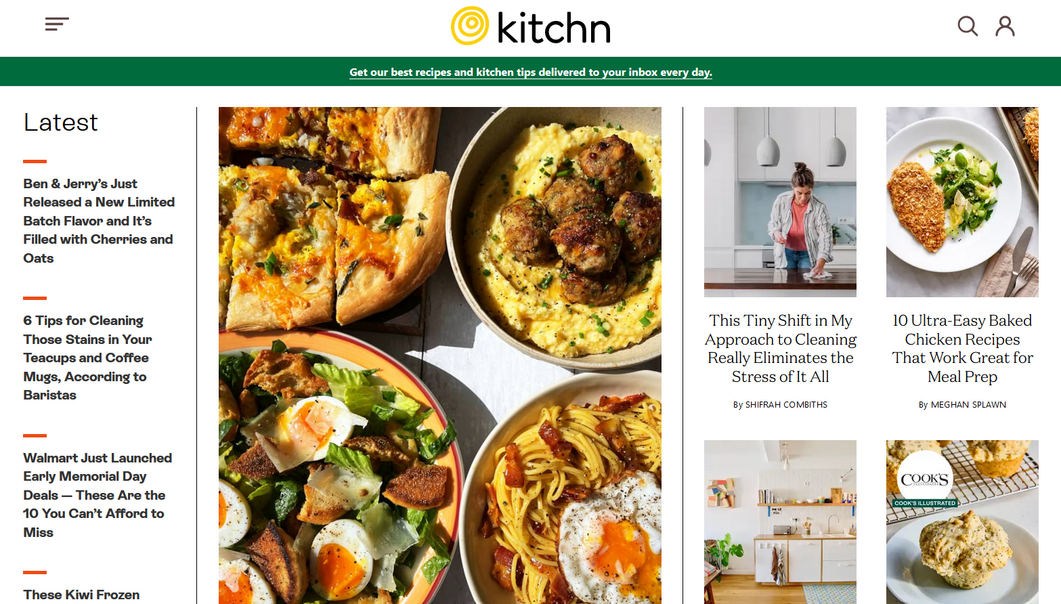 kitchn
Get our best recipes and kitchen tips delivered to your inbox every day.
Latest
Ben & Jerry's Just
Released a New Limited
Batch Flavor and It's
Filled with Cherries and
Oats
6 Tips for Cleaning
Those Stains in Your
Teacups and Coffee
Mugs, According to
Baristas
Walmart Just Launched
Early Memorial Day
Deals — These Are the
10 You Can't Afford to
Miss
These Kiwi Frozen
This Tiny Shift in My
Approach to Cleaning
Really Eliminates the
Stress of It All
By SHIFRAH COMBITHS
10 Ultra-Easy Baked
Chicken Recipes
That Work Great for
Meal Prep
By MEGHAN SPLAWN
COOK'S
COOK'S ILLUSTRATED